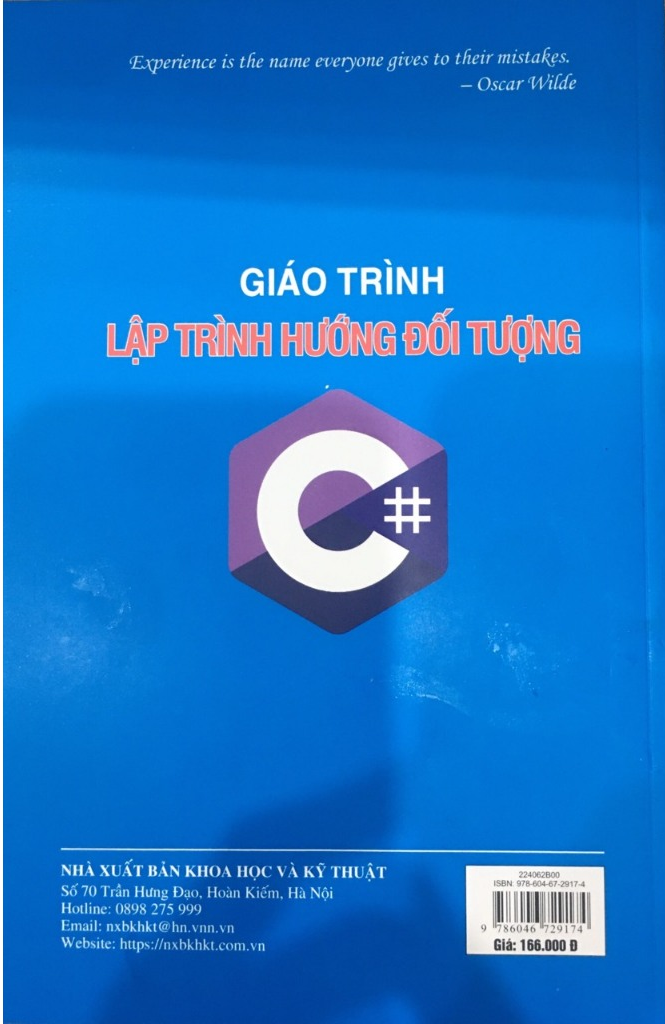 Experience is the name everyone gives to their mistakes.
– Oscar Wilde
GIÁO TRÌNH
LẬP TRÌNH HƯỚNG ĐỐI TƯỢNG
C#
NHÀ XUẤT BẢN KHOA HỌC VÀ KỸ THUẬT
Số 70 Trần Hưng Đạo, Hoàn Kiếm, Hà Nội
Hotline: 0898 275 999
Email: nxbkhkt@hn.vnn.vn
Website: https://nxbkhkt.com.vn
224062B00
ISBN: 978-604-67-2917-4
9 786046 729174
Giá: 166.000 Đ